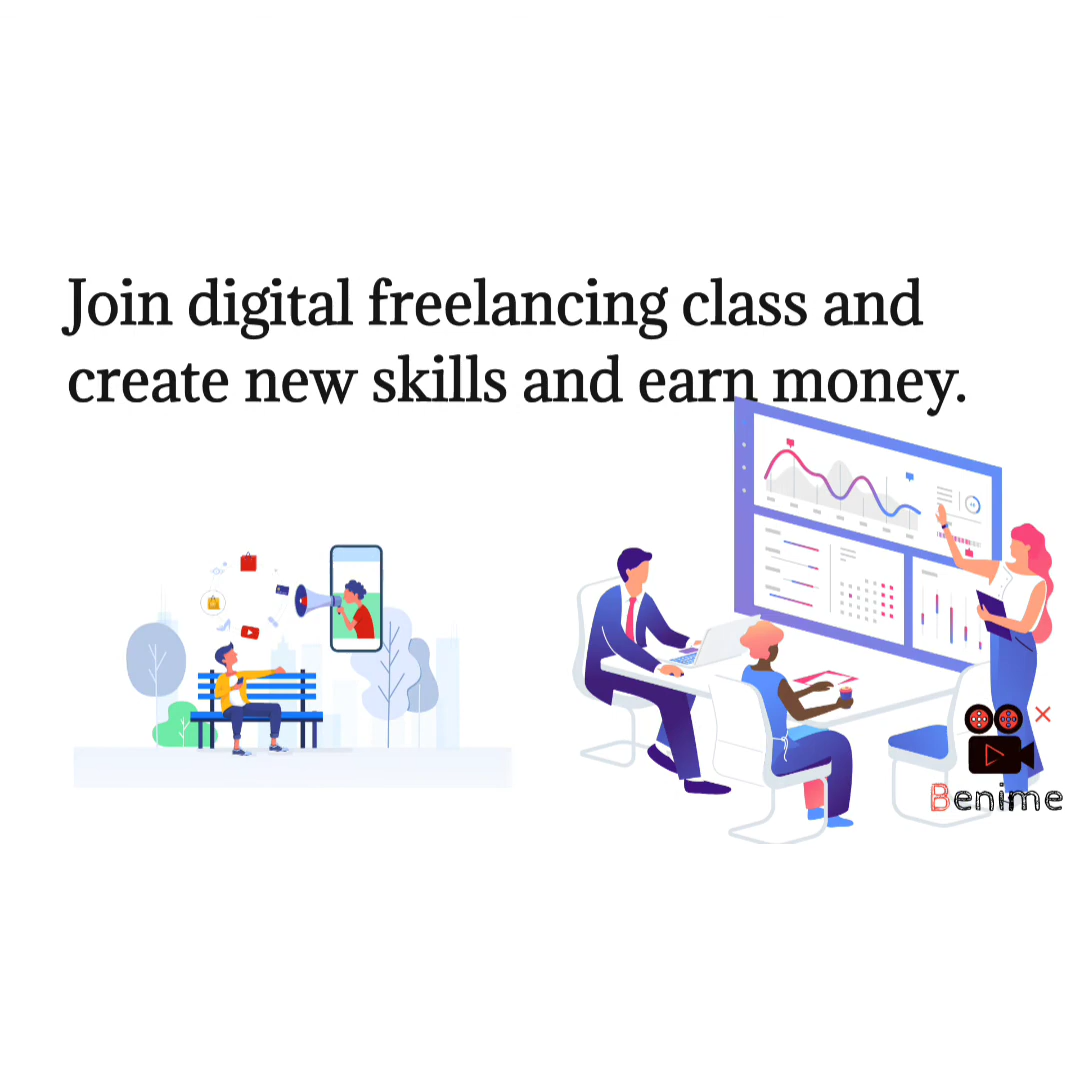 Join digital freelancing class and
create new skills and earn money.
Benime